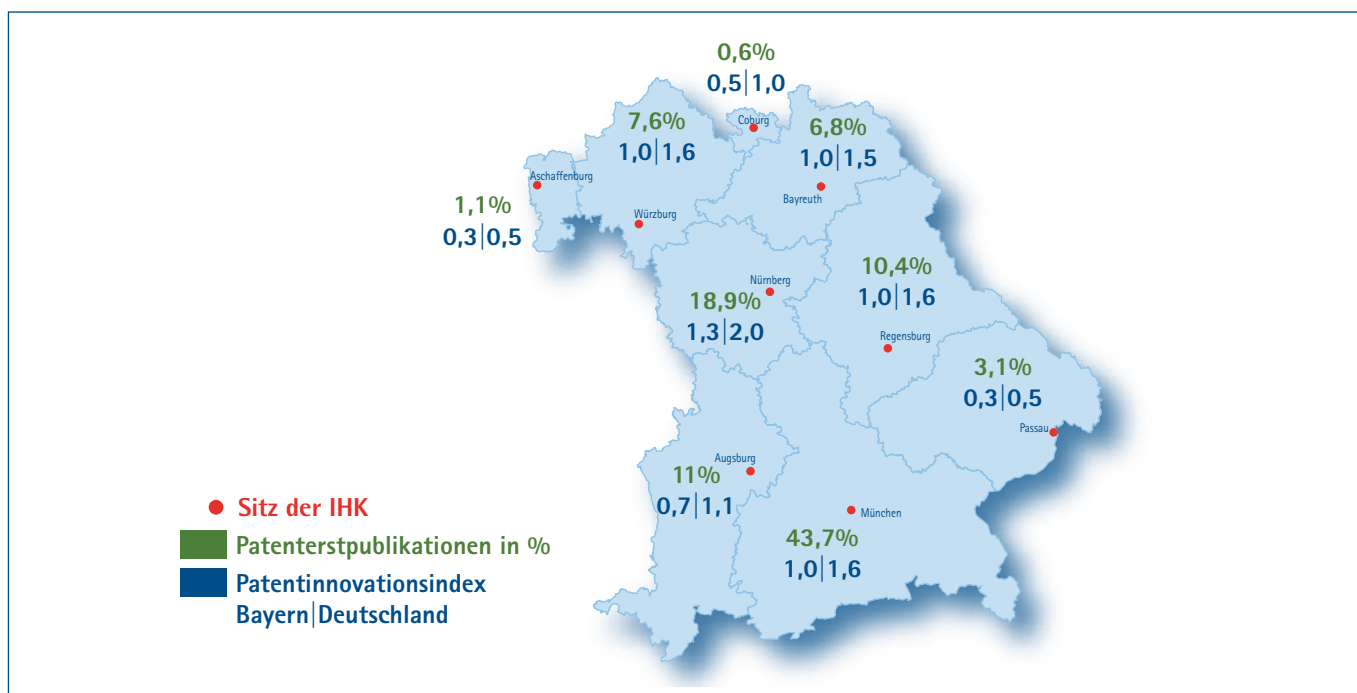 0,6%
0,5|1,0
Coburg
7,6%
1,0|1,6
6,8%
1,0|1,5
Aschaffenburg
1,1%
0,3|0,5
Würzburg
Bayreuth
10,4%
1,0|1,6
Nürnberg
18,9%
1,3|2,0
Regensburg
3,1%
0,3|0,5
Passau
Augsburg
11%
0,7|1,1
München
43,7%
1,0|1,6
Sitz der IHK
Patenterstpublikationen in %
Patentinnovationsindex
Bayern|Deutschland